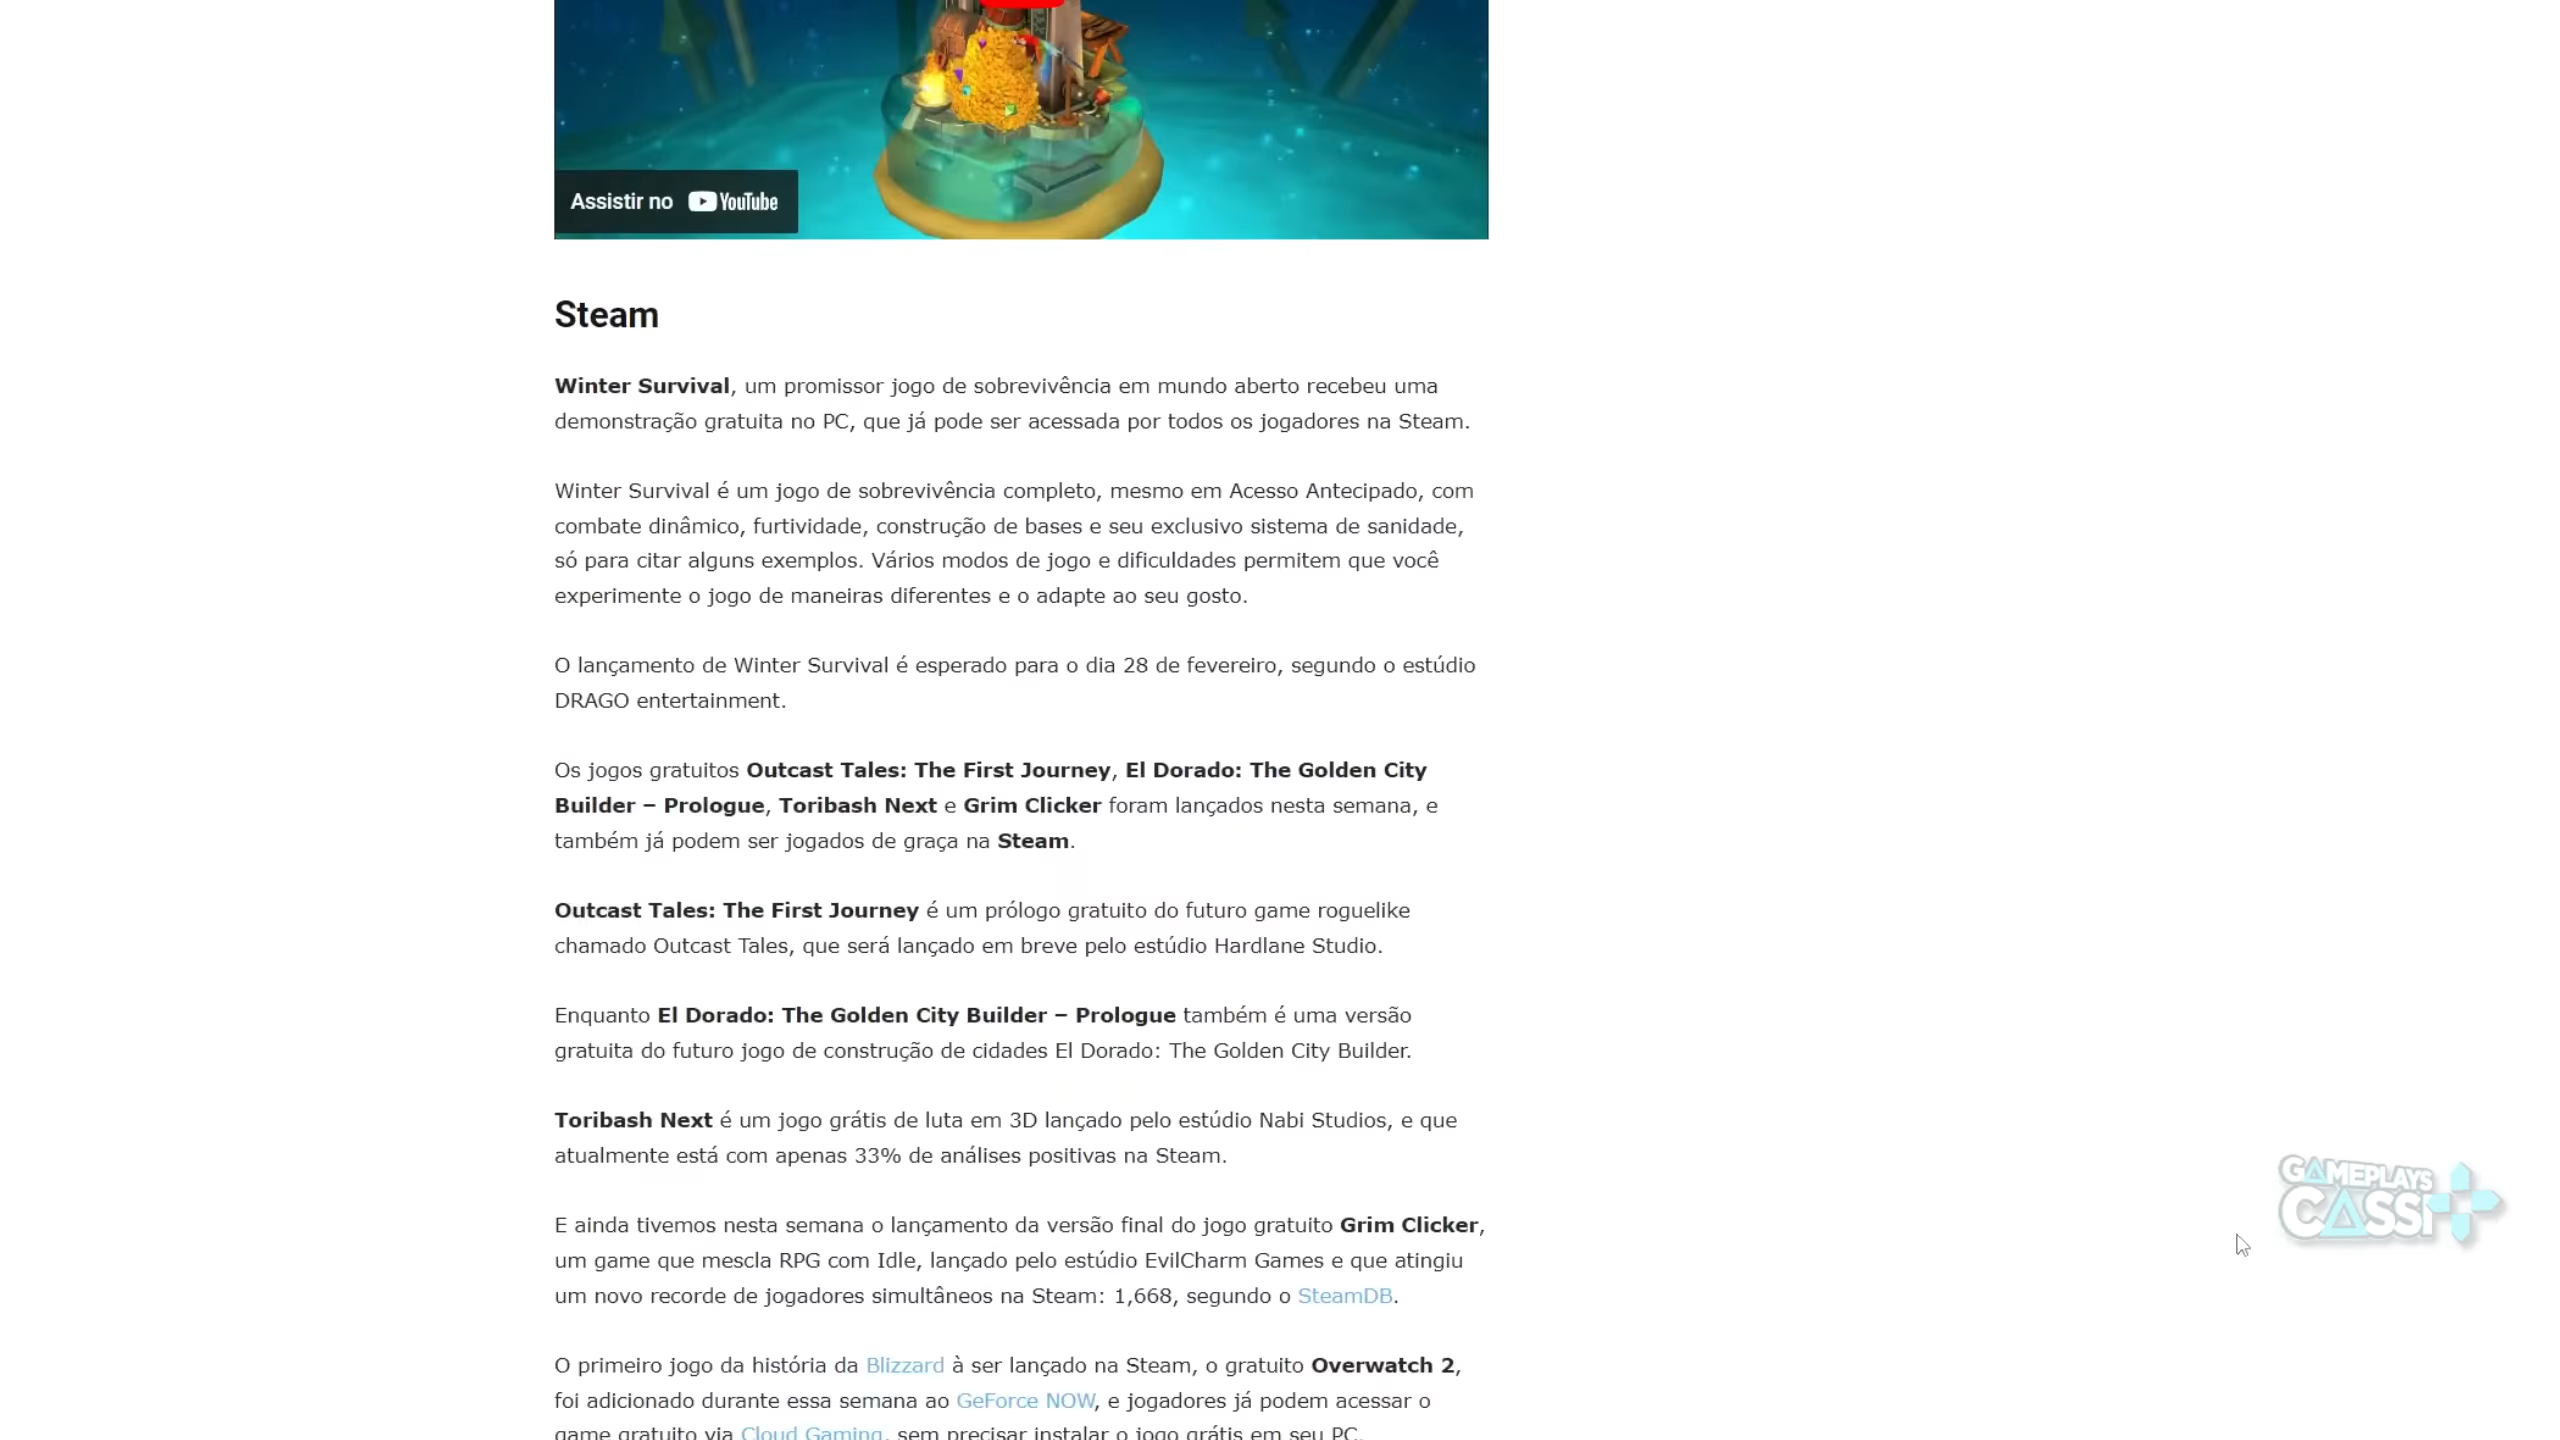 Assistir no YouTube
Steam
Winter Survival, um promissor jogo de sobrevivência em mundo aberto recebeu uma
demonstração gratuita no PC, que já pode ser acessada por todos os jogadores na Steam.
Winter Survival é um jogo de sobrevivência completo, mesmo em Acesso Antecipado, com
combate dinâmico, furtividade, construção de bases e seu exclusivo sistema de sanidade,
só para citar alguns exemplos. Vários modos de jogo e dificuldades permitem que você
experimente o jogo de maneiras diferentes e o adapte ao seu gosto.
O lançamento de Winter Survival é esperado para o dia 28 de fevereiro, segundo o estúdio
DRAGO entertainment.
Os jogos gratuitos Outcast Tales: The First Journey, El Dorado: The Golden City
Builder – Prologue, Toribash Next e Grim Clicker foram lançados nesta semana, e
também já podem ser jogados de graça na Steam.
Outcast Tales: The First Journey é um prólogo gratuito do futuro game roguelike
chamado Outcast Tales, que será lançado em breve pelo estúdio Hardlane Studio.
Enquanto El Dorado: The Golden City Builder – Prologue também é uma versão
gratuita do futuro jogo de construção de cidades El Dorado: The Golden City Builder.
Toribash Next é um jogo grátis de luta em 3D lançado pelo estúdio Nabi Studios, e que
atualmente está com apenas 33% de análises positivas na Steam.
E ainda tivemos nesta semana o lançamento da versão final do jogo gratuito Grim Clicker,
um game que mescla RPG com Idle, lançado pelo estúdio EvilCharm Games e que atingiu
um novo recorde de jogadores simultâneos na Steam: 1,668, segundo o SteamDB.
O primeiro jogo da história da Blizzard à ser lançado na Steam, o gratuito Overwatch 2,
foi adicionado durante essa semana ao GeForce NOW, e jogadores já podem acessar o
game gratuito via Cloud Gaming, sem precisar instalar o jogo grátis em seu PC.
GAMEPLAYS
CASSI